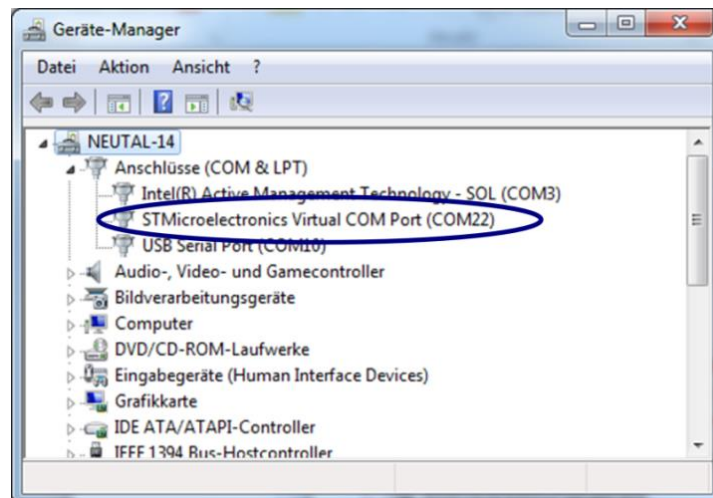 Geräte-Manager
Datei Aktion Ansicht ?
NEUTAL-14
Anschlüsse (COM & LPT)
Intel(R) Active Management Technology - SOL (COM3)
STMicroelectronics Virtual COM Port (COM22)
USB Serial Port (COM10)
Audio-, Video- und Gamecontroller
Bildverarbeitungsgeräte
Computer
DVD/CD-ROM-Laufwerke
Eingabegeräte (Human Interface Devices)
Grafikkarte
IDE ATA/ATAPI-Controller
IEEE 1394 Bus-Hostcontroller